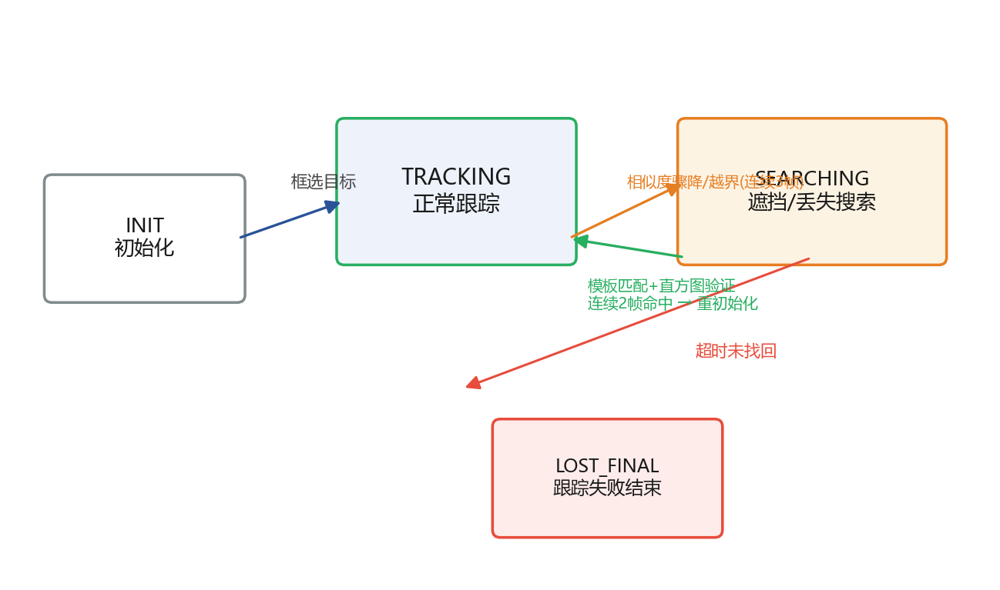 框选目标
INIT
初始化
TRACKING
正常跟踪
相似度骤降/越界(连续3帧)
SEARCHING
遮挡/丢失搜索
模板匹配+直方图验证
连续2帧命中 → 重初始化
超时未找回
LOST_FINAL
跟踪失败结束